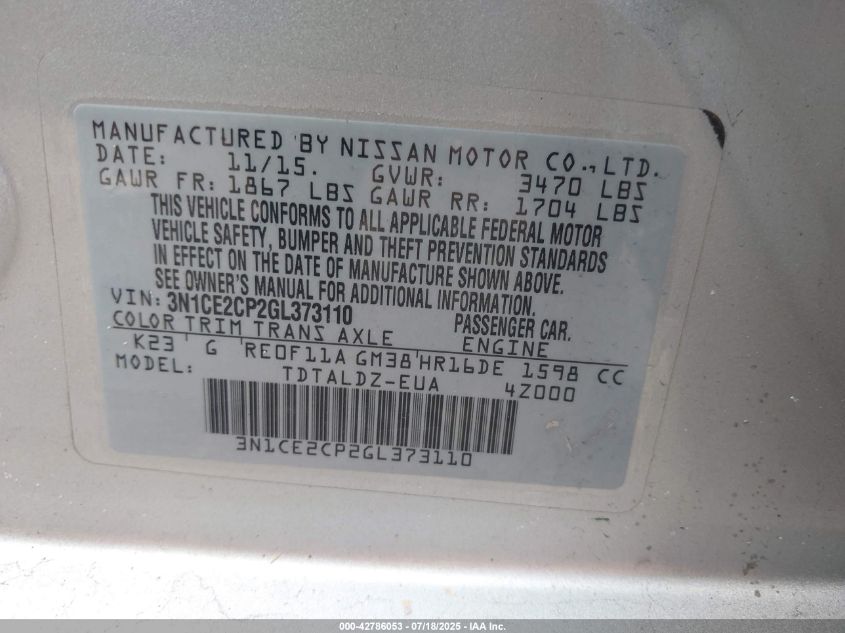 MANUFACTURED BY NISSAN MOTOR CO., LTD.
DATE: 11/15. GVWR: 3470 LBS
GAWR FR: 1867 LBS GAWR RR: 1704 LBS
THIS VEHICLE CONFORMS TO ALL APPLICABLE FEDERAL MOTOR
VEHICLE SAFETY, BUMPER AND THEFT PREVENTION STANDARDS
IN EFFECT ON THE DATE OF MANUFACTURE SHOWN ABOVE.
SEE OWNER'S MANUAL FOR ADDITIONAL INFORMATION.
VIN: 3N1CE2CP2GL373110 PASSENGER CAR.
COLOR TRIM TRANS AXLE ENGINE
K23 G RE0F11A GM38 HR16DE 1598 CC
MODEL: TDTALDZ-EUA 4Z000
3N1CE2CP2GL373110
000-42786053 - 07/18/2025 - IAA Inc.